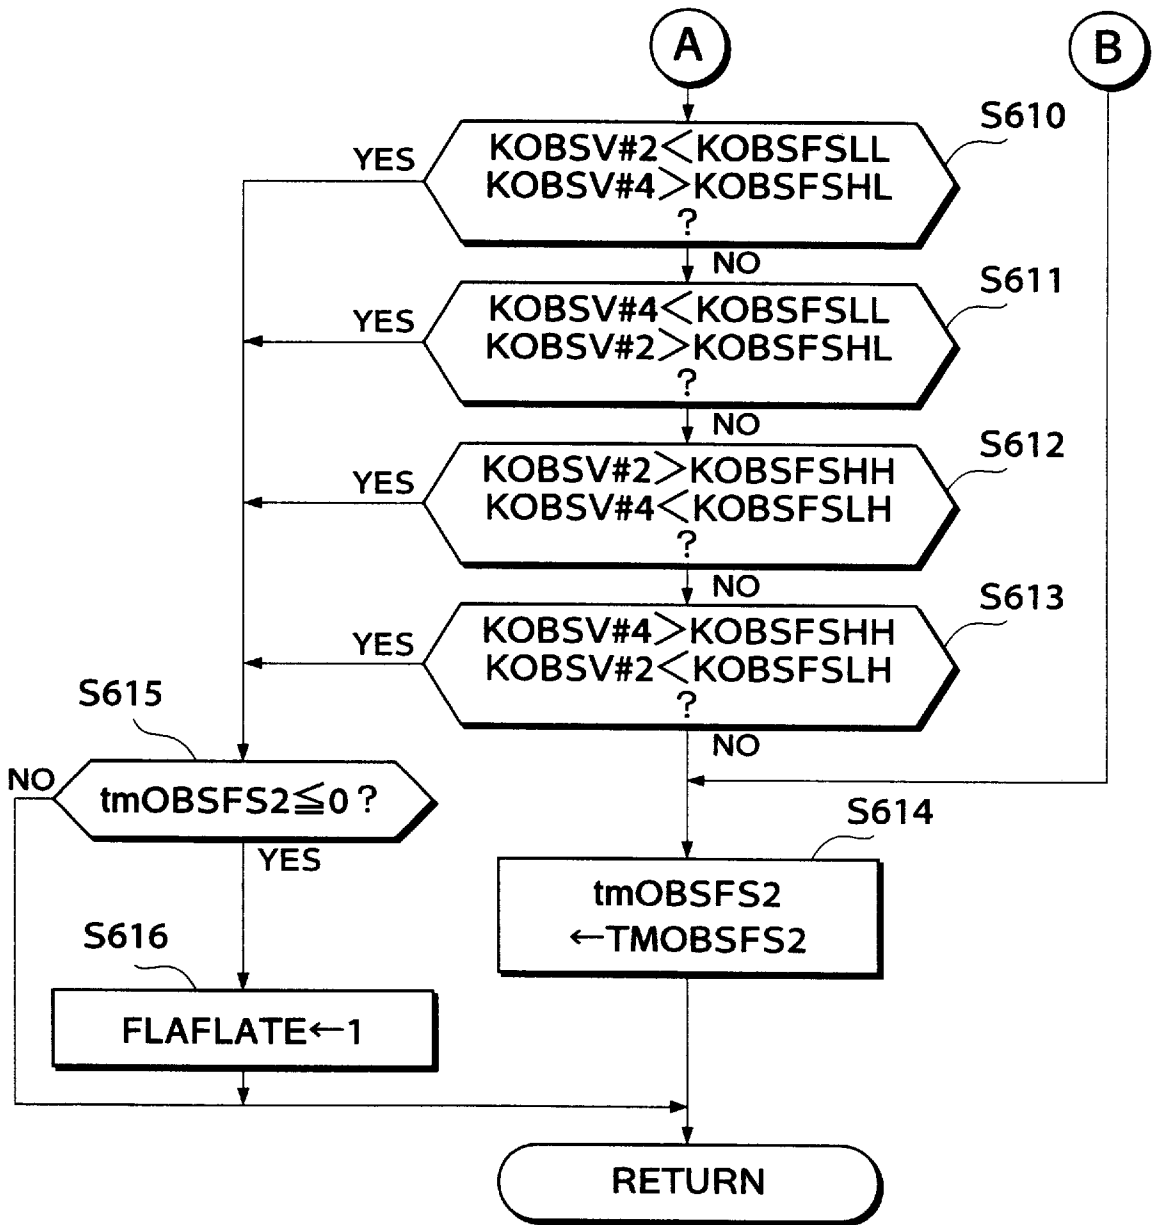 A
B
S610
KOBSV#2<KOBSFSLL
KOBSV#4>KOBSFSHL
?
YES
NO
S611
KOBSV#4<KOBSFSLL
KOBSV#2>KOBSFSHL
?
YES
NO
S612
KOBSV#2>KOBSFSHH
KOBSV#4<KOBSFSLH
?
YES
NO
S613
KOBSV#4>KOBSFSHH
KOBSV#2<KOBSFSLH
?
YES
NO
S615
tmOBSFS2≦0?
NO
YES
S614
tmOBSFS2
←TMOBSFS2
S616
FLAFLATE←1
RETURN